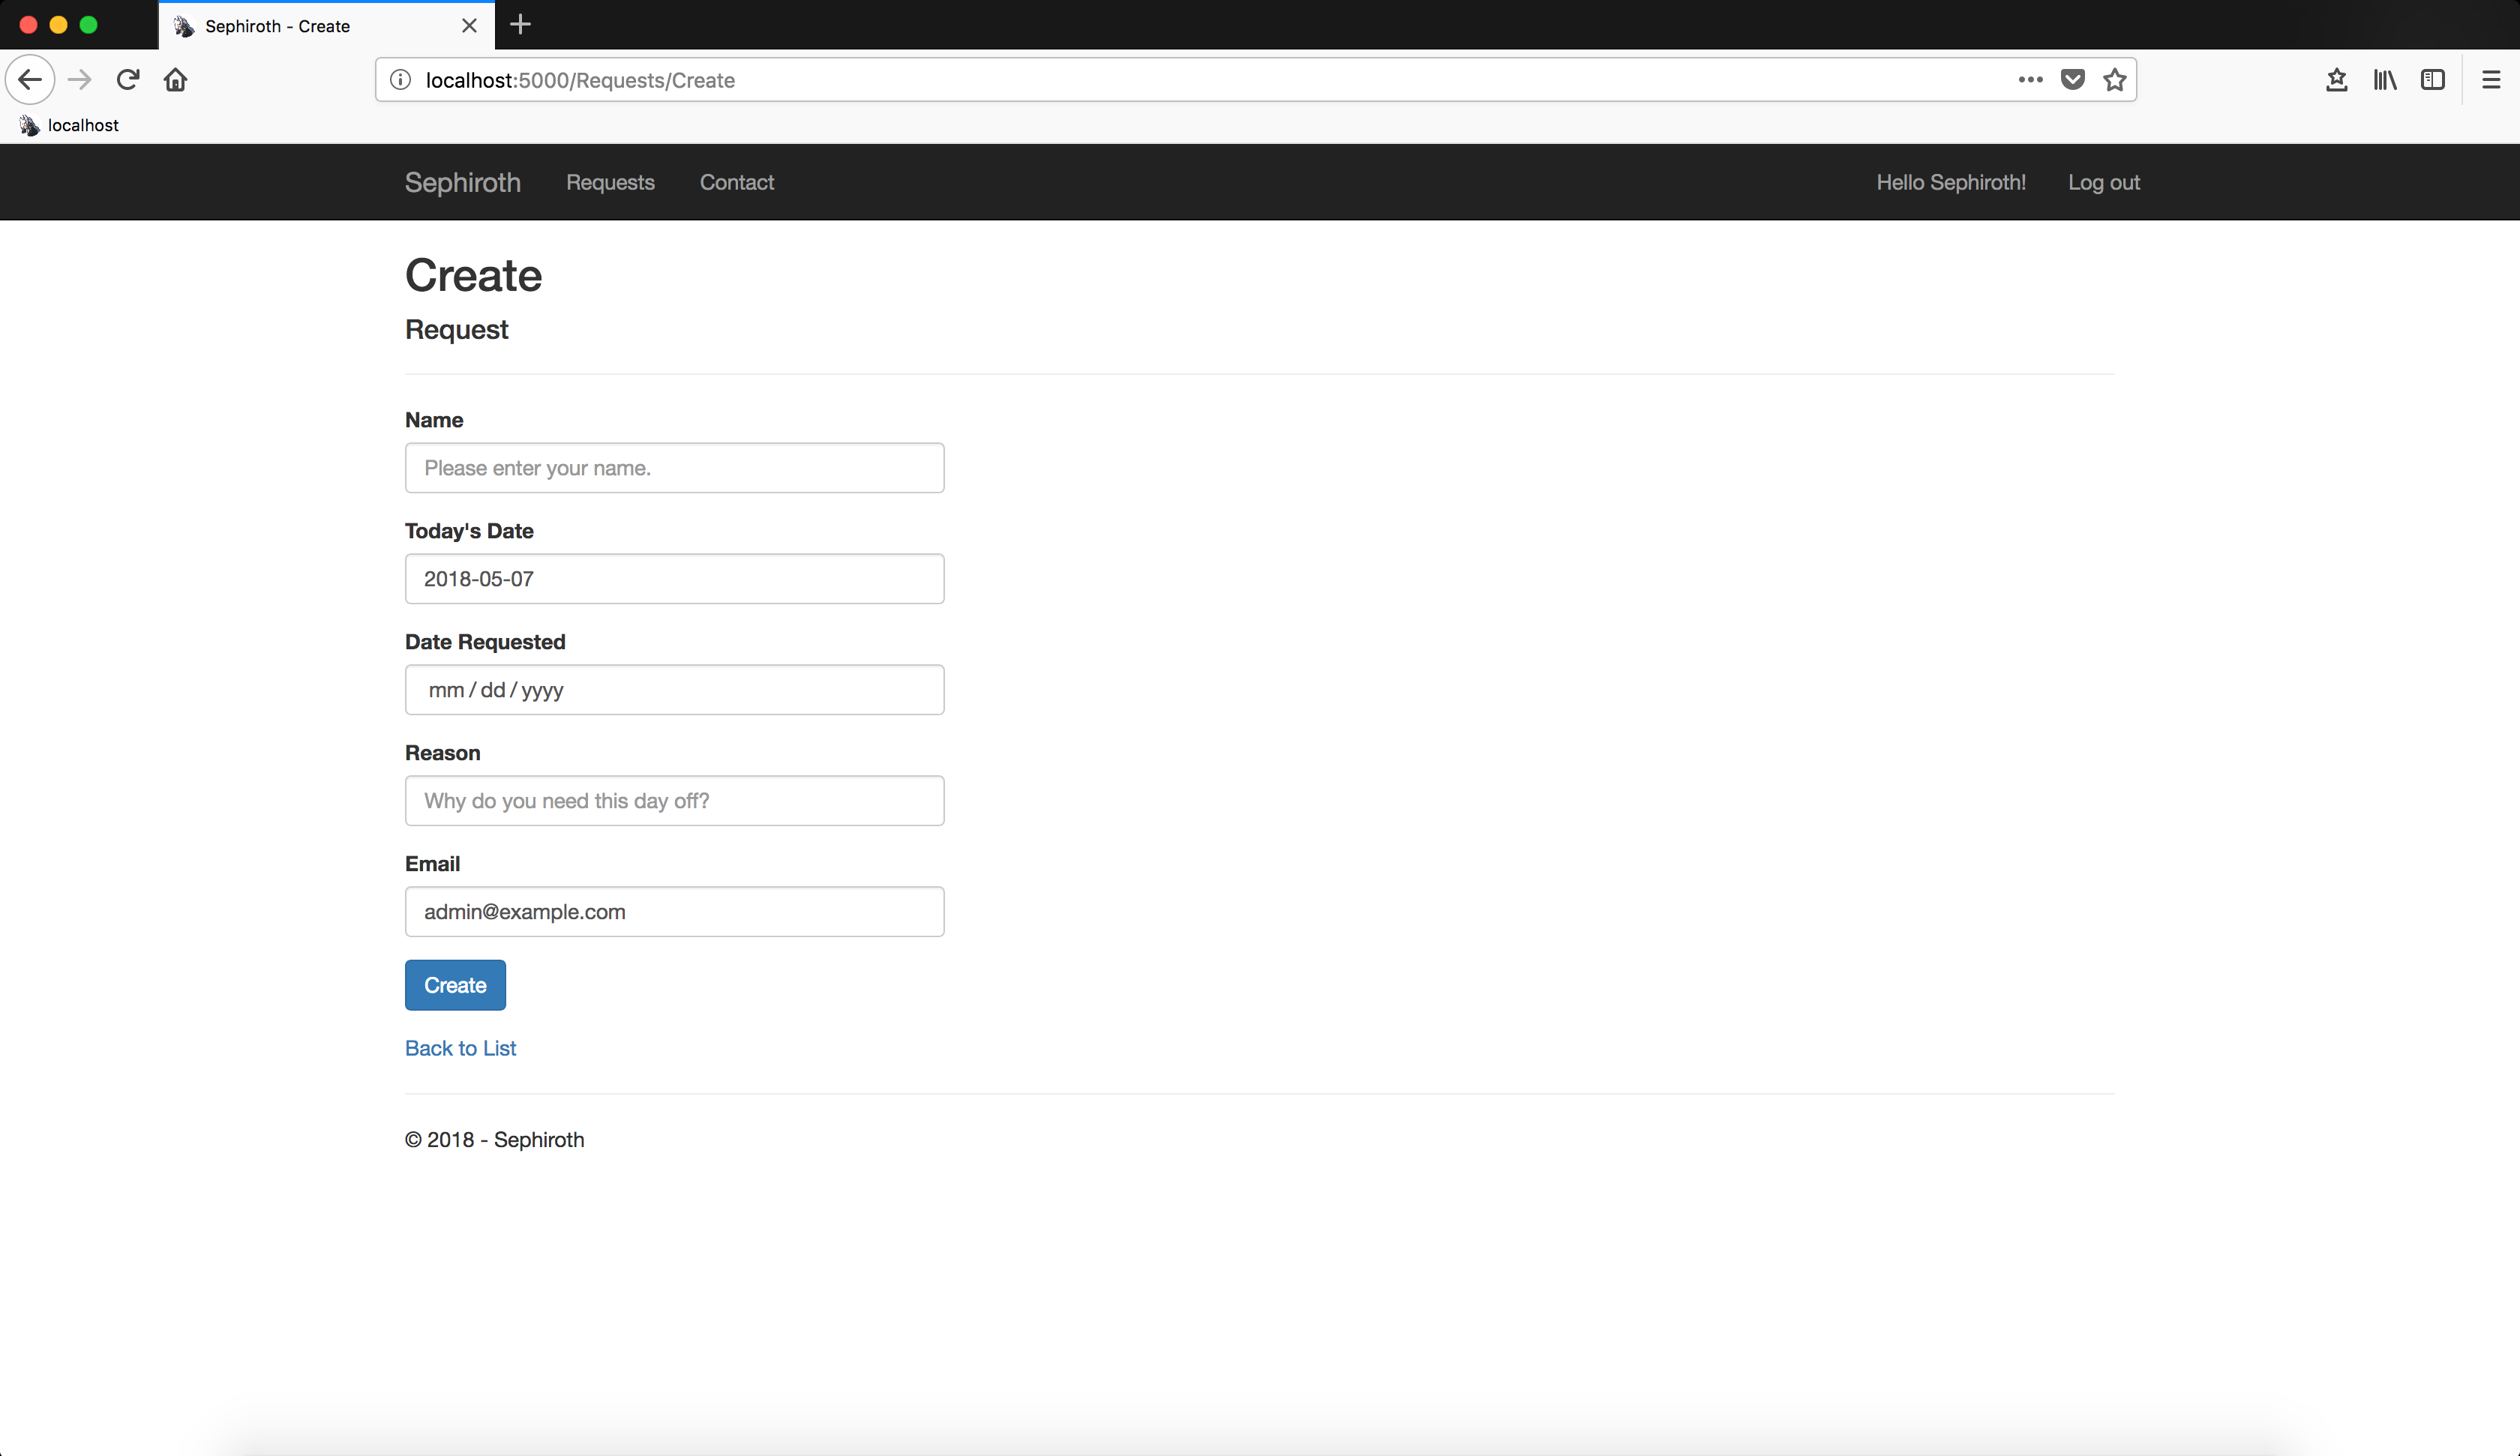 Sephiroth - Create
localhost:5000/Requests/Create
localhost
Sephiroth Requests Contact Hello Sephiroth! Log out
Create
Request
Name
Please enter your name.
Today's Date
2018-05-07
Date Requested
mm / dd / yyyy
Reason
Why do you need this day off?
Email
admin@example.com
Create
Back to List
© 2018 - Sephiroth